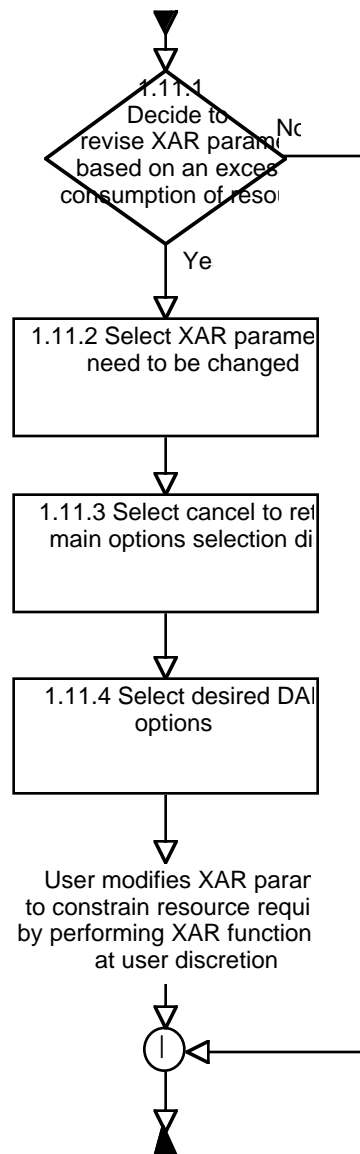 1.11.1
Decide to
revise XAR parame
based on an exces
consumption of resou
No
Ye
1.11.2 Select XAR parame
need to be changed
1.11.3 Select cancel to ret
main options selection di
1.11.4 Select desired DA
options
User modifies XAR param
to constrain resource requi
by performing XAR function
at user discretion